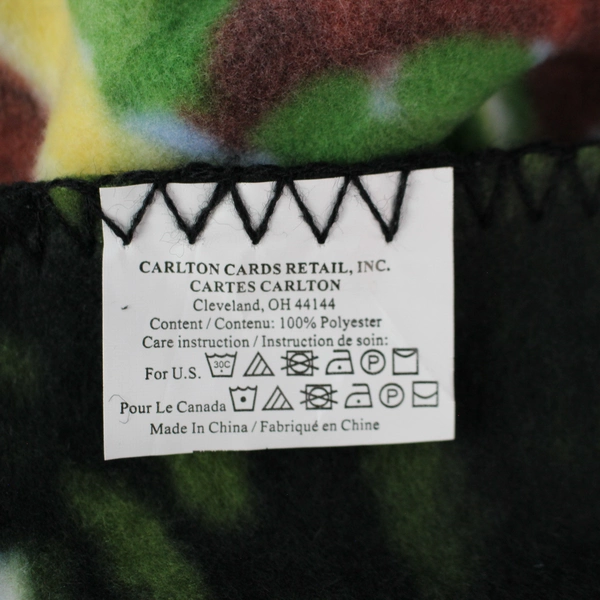 CARLTON CARDS RETAIL, INC.
CARTES CARLTON
Cleveland, OH 44144
Content / Contenu: 100% Polyester
Care instruction / Instruction de soin:
For U.S. 30C P
Pour Le Canada P
Made In China / Fabriqué en Chine